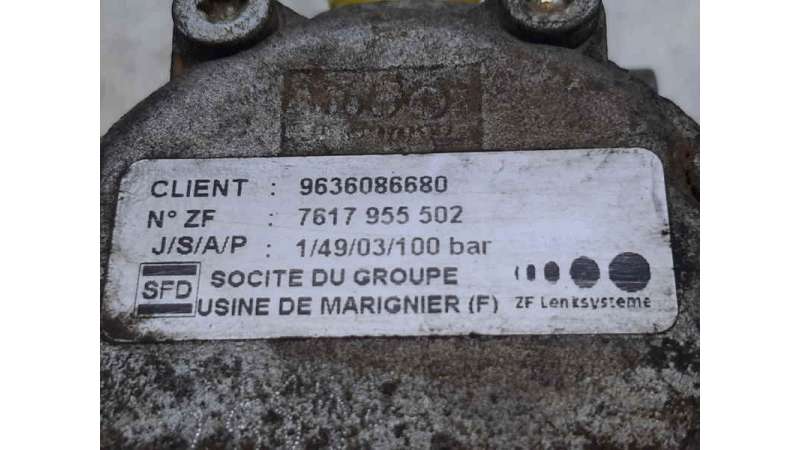 CLIENT : 9636086680
N° ZF : 7617 955 502
J/S/A/P : 1/49/03/100 bar
SFD SOCITE DU GROUPE
USINE DE MARIGNIER (F) ZF Lenksysteme